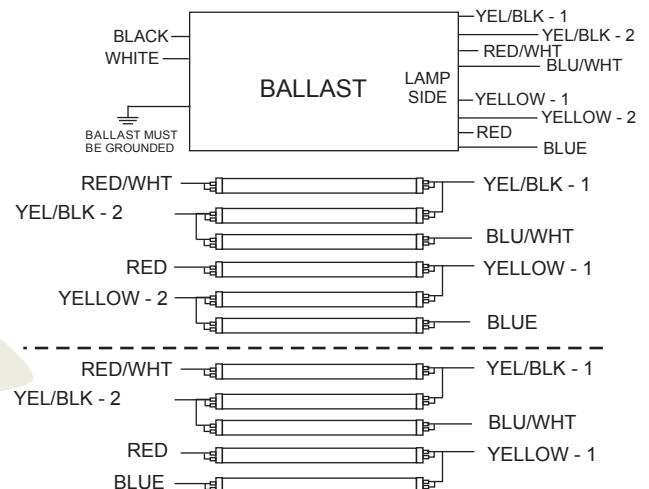 BLACK
WHITE
BALLAST MUST
BE GROUNDED
BALLAST
LAMP
SIDE
YEL/BLK - 1
YEL/BLK - 2
RED/WHT
BLU/WHT
YELLOW - 1
YELLOW - 2
RED
BLUE
RED/WHT
YEL/BLK - 1
YEL/BLK - 2
BLU/WHT
RED
YELLOW - 1
YELLOW - 2
BLUE
RED/WHT
YEL/BLK - 1
YEL/BLK - 2
BLU/WHT
RED
YELLOW - 1
BLUE